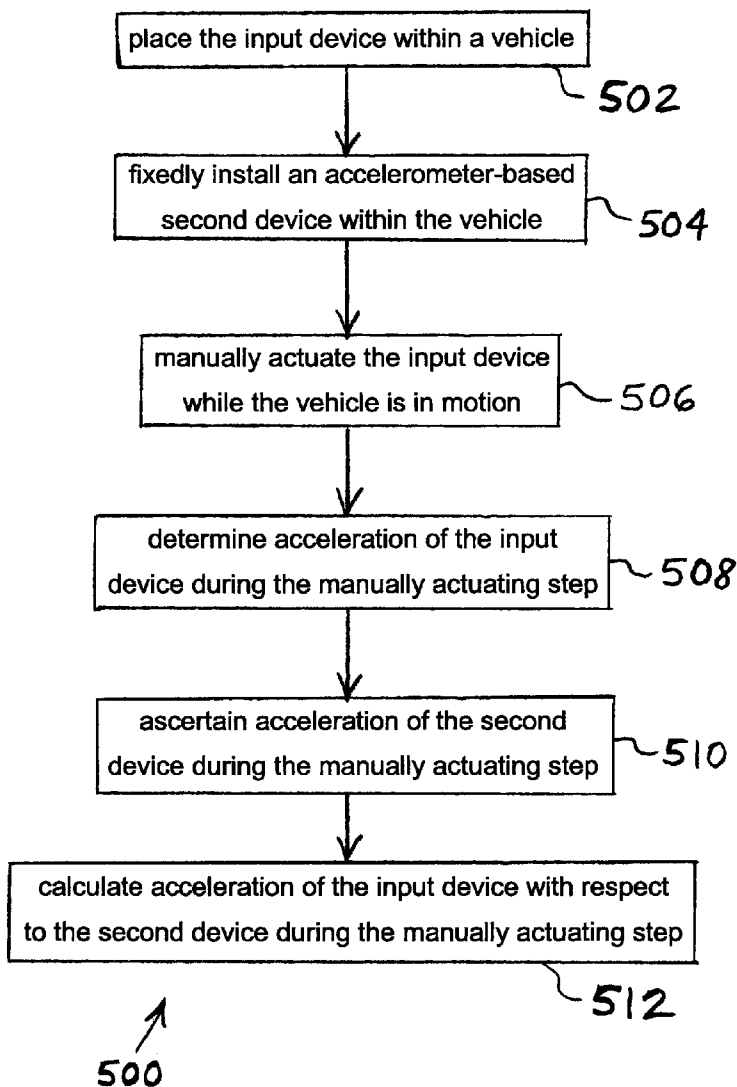 place the input device within a vehicle
502
fixedly install an accelerometer-based
second device within the vehicle
504
manually actuate the input device
while the vehicle is in motion
506
determine acceleration of the input
device during the manually actuating step
508
ascertain acceleration of the second
device during the manually actuating step
510
calculate acceleration of the input device with respect
to the second device during the manually actuating step
512
500